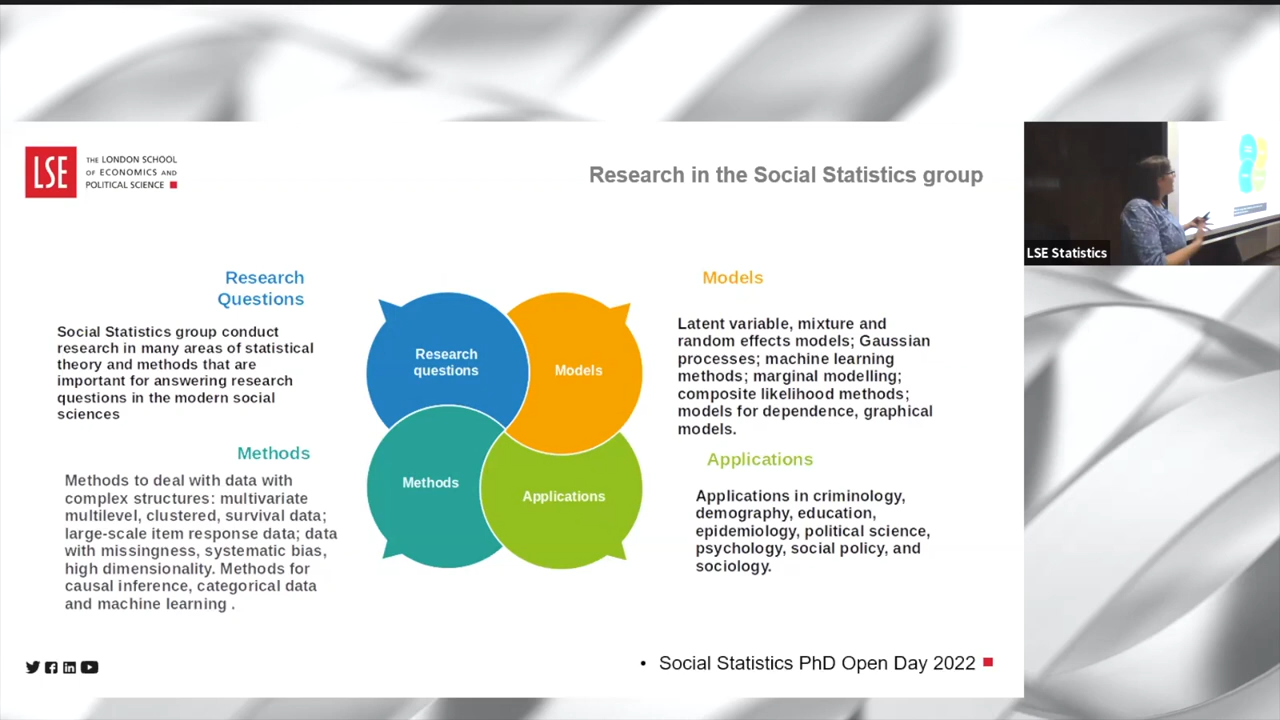 LSE
THE LONDON SCHOOL
OF ECONOMICS AND
POLITICAL SCIENCE
Research in the Social Statistics group
Research
Questions
Social Statistics group conduct
research in many areas of statistical
theory and methods that are
important for answering research
questions in the modern social
sciences
Methods
Methods to deal with data with
complex structures: multivariate
multilevel, clustered, survival data;
large-scale item response data; data
with missingness, systematic bias,
high dimensionality. Methods for
causal inference, categorical data
and machine learning .
Research
questions
Models
Methods
Applications
Models
Latent variable, mixture and
random effects models; Gaussian
processes; machine learning
methods; marginal modelling;
composite likelihood methods;
models for dependence, graphical
models.
Applications
Applications in criminology,
demography, education,
epidemiology, political science,
psychology, social policy, and
sociology.
• Social Statistics PhD Open Day 2022
LSE Statistics